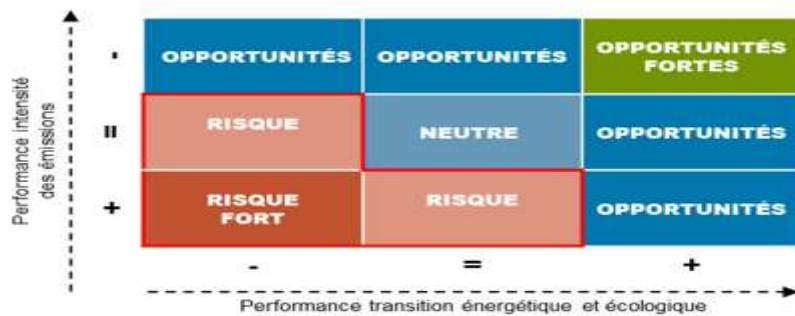 Performance intensité
des émissions
-
OPPORTUNITÉS
OPPORTUNITÉS
OPPORTUNITÉS
FORTES
=
RISQUE
NEUTRE
OPPORTUNITÉS
+
RISQUE
FORT
RISQUE
OPPORTUNITÉS
-
=
+
Performance transition énergétique et écologique